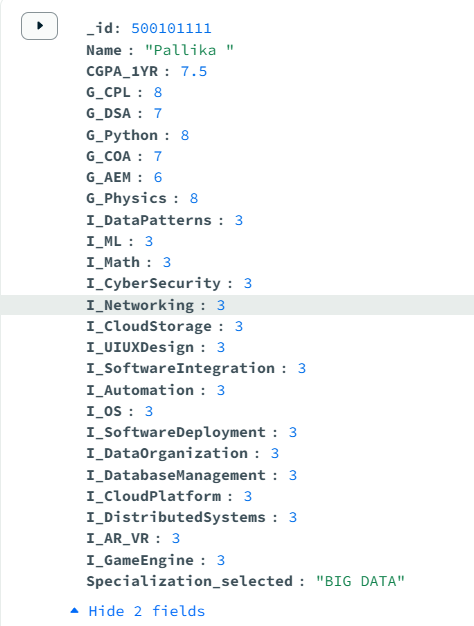 _id: 500101111
Name : "Pallika "
CGPA_1YR : 7.5
G_CPL : 8
G_DSA : 7
G_Python : 8
G_COA : 7
G_AEM : 6
G_Physics : 8
I_DataPatterns : 3
I_ML : 3
I_Math : 3
I_CyberSecurity : 3
I_Networking : 3
I_CloudStorage : 3
I_UIUXDesign : 3
I_SoftwareIntegration : 3
I_Automation : 3
I_OS : 3
I_SoftwareDeployment : 3
I_DataOrganization : 3
I_DatabaseManagement : 3
I_CloudPlatform : 3
I_DistributedSystems : 3
I_AR_VR : 3
I_GameEngine : 3
Specialization_selected : "BIG DATA"
Hide 2 fields